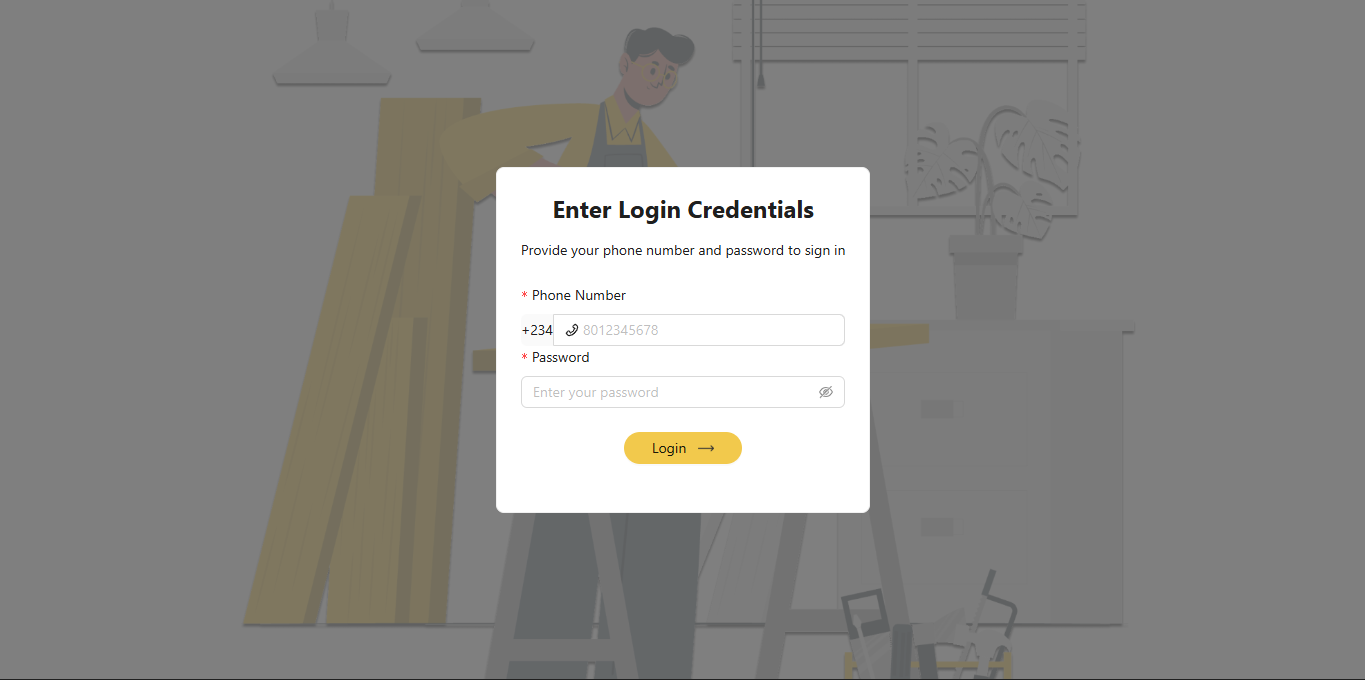 Enter Login Credentials
Provide your phone number and password to sign in
* Phone Number
+234 8012345678
* Password
Enter your password
Login →